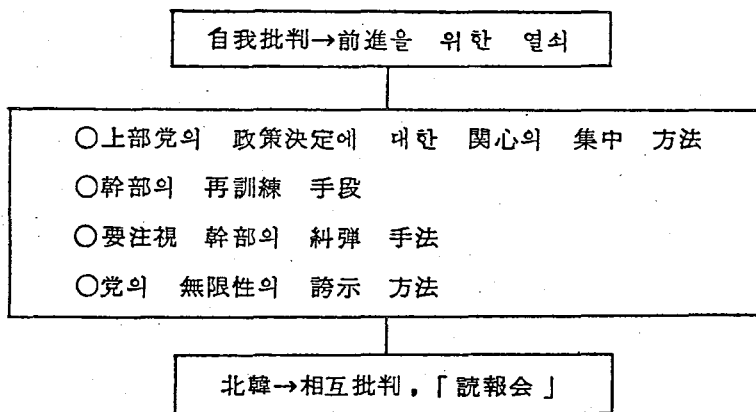 自我批判→前進을 위한 열쇠
○上部党의 政策決定에 대한 関心의 集中 方法
○幹部의 再訓練 手段
○要注視 幹部의 糾弾 手法
○党의 無限性의 誇示 方法
北韓→相互批判,「読報会」